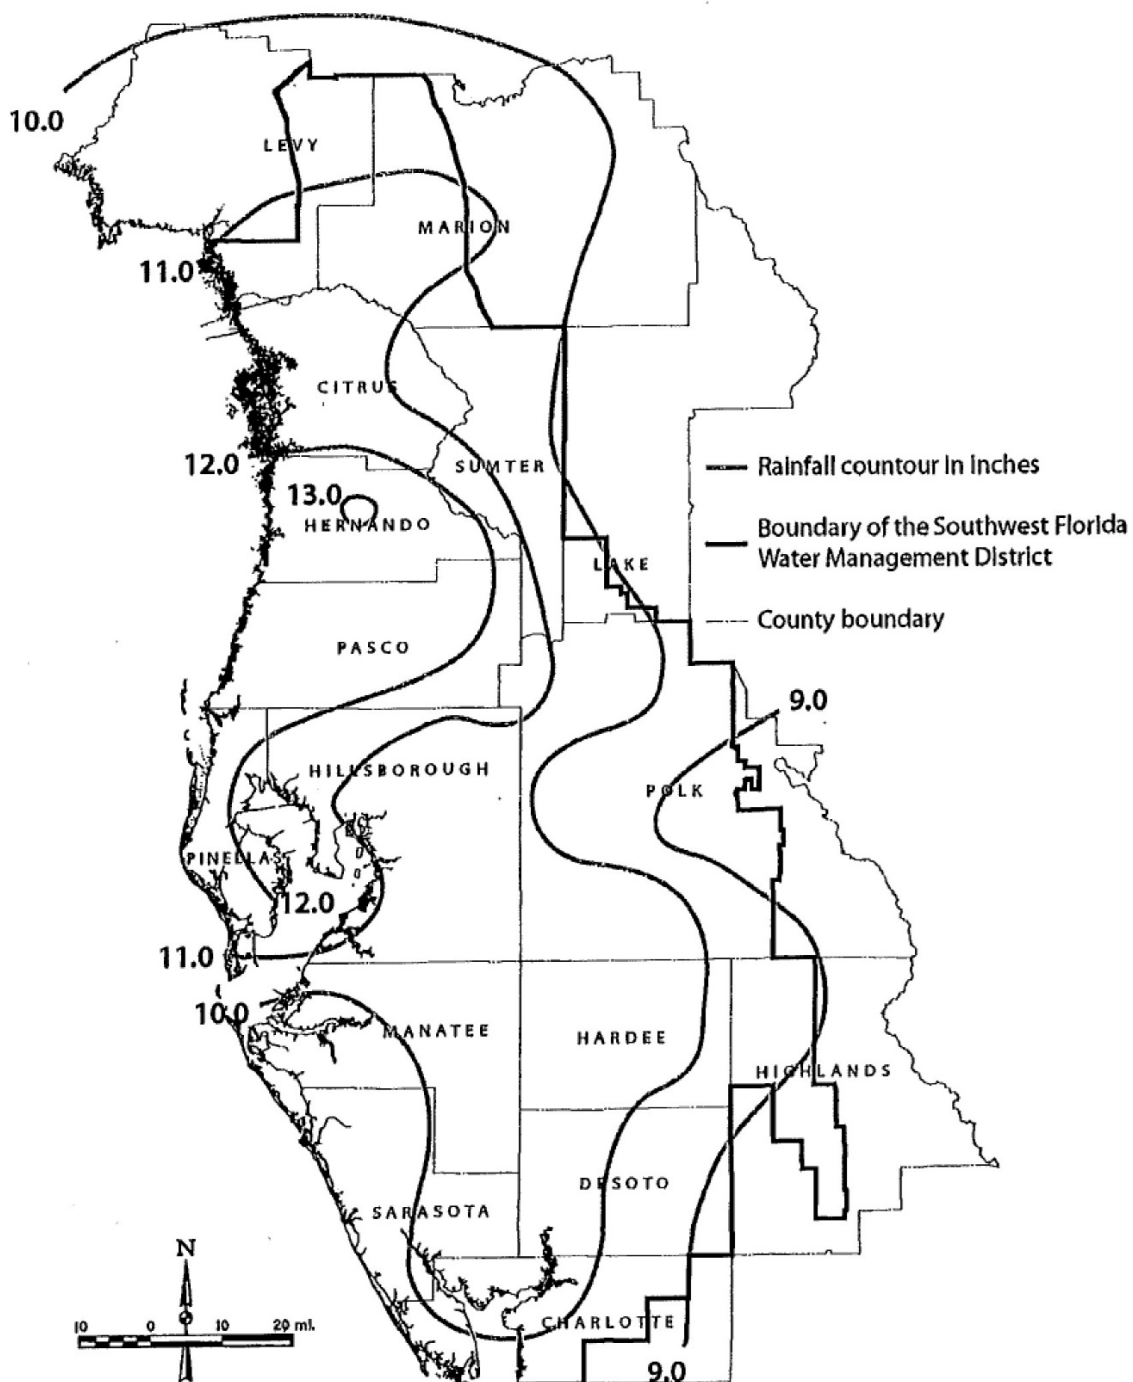 10.0
LEVY
MARION
11.0
CITRUS
12.0
SUMTER
Rainfall countour in inches
13.0
HERNANDO
Boundary of the Southwest Florida
Water Management District
LAKE
County boundary
PASCO
9.0
HILLSBOROUGH
POLK
PINELLAS
12.0
11.0
10.0
MANATEE
HARDEE
HIGHLANDS
DESOTO
SARASOTA
N
CHARLOTTE
10 0 10 20 mi.
9.0